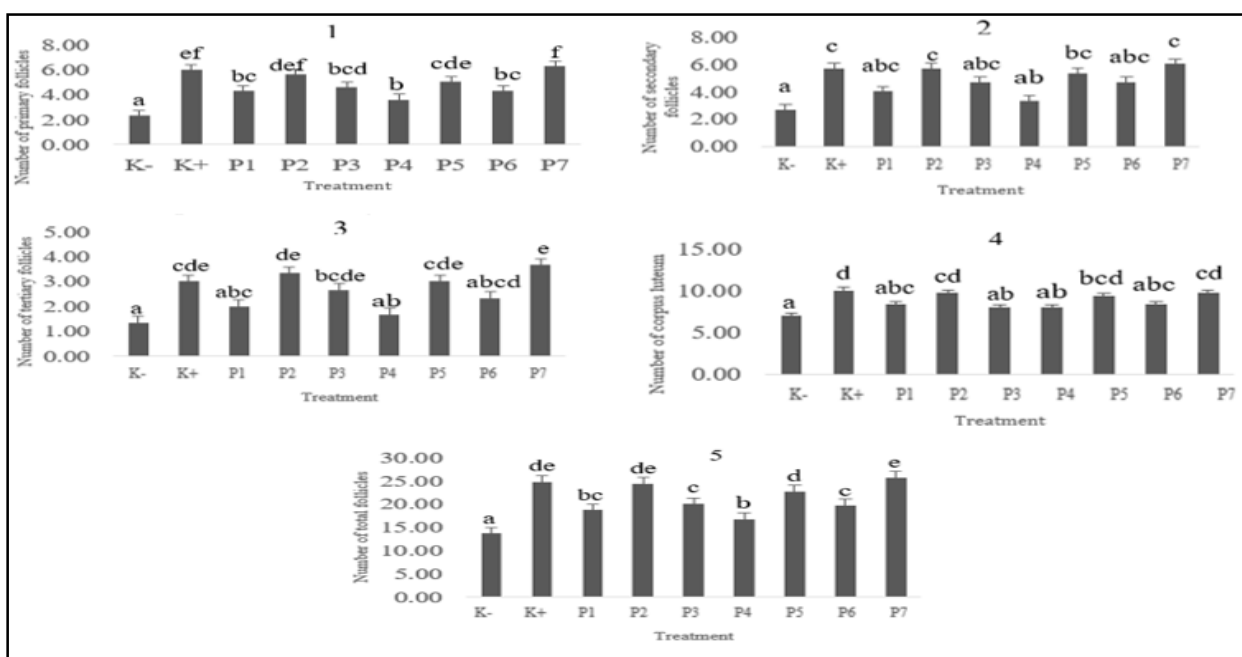 1
Number of primary follicles
8.00
6.00
4.00
2.00
0.00
a
ef
bc
def
bcd
b
cde
bc
f
K- K+ P1 P2 P3 P4 P5 P6 P7
Treatment
2
Number of secondary
follicles
8.00
6.00
4.00
2.00
0.00
a
c
abc
c
abc
ab
bc
abc
c
K- K+ P1 P2 P3 P4 P5 P6 P7
Treatment
3
Number of tertiary follicles
5.00
4.00
3.00
2.00
1.00
0.00
a
cde
abc
de
bcde
ab
cde
abcd
e
K- K+ P1 P2 P3 P4 P5 P6 P7
Treatment
4
Number of corpus luteum
15.00
10.00
5.00
0.00
a
d
abc
cd
ab
ab
bcd
abc
cd
K- K+ P1 P2 P3 P4 P5 P6 P7
Treatment
5
Number of total follicles
30.00
25.00
20.00
15.00
10.00
5.00
0.00
a
de
bc
de
c
b
d
c
e
K- K+ P1 P2 P3 P4 P5 P6 P7
Treatment